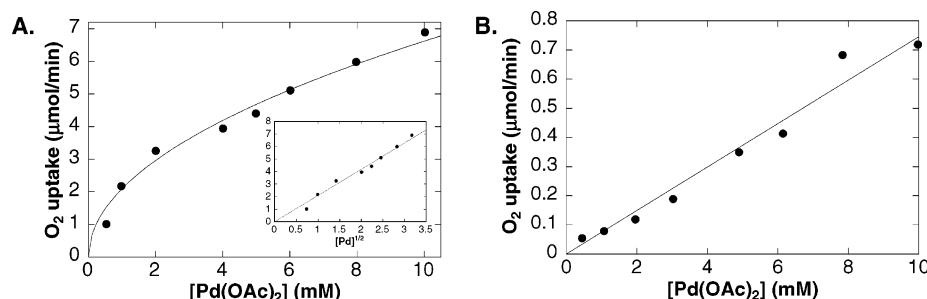 A.
O₂ uptake (μmol/min)
7
6
5
4
3
2
1
0
0 2 4 6 8 10
[Pd(OAc)₂] (mM)
8
7
6
5
4
3
2
1
0
0 0.5 1 1.5 2 2.5 3 3.5
[Pd]¹ᐟ²
B.
O₂ uptake (μmol/min)
0.8
0.7
0.6
0.5
0.4
0.3
0.2
0.1
0
0 2 4 6 8 10
[Pd(OAc)₂] (mM)